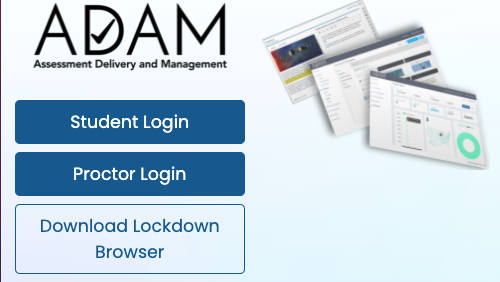 ADAM
Assessment Delivery and Management
Student Login
Proctor Login
Download Lockdown
Browser